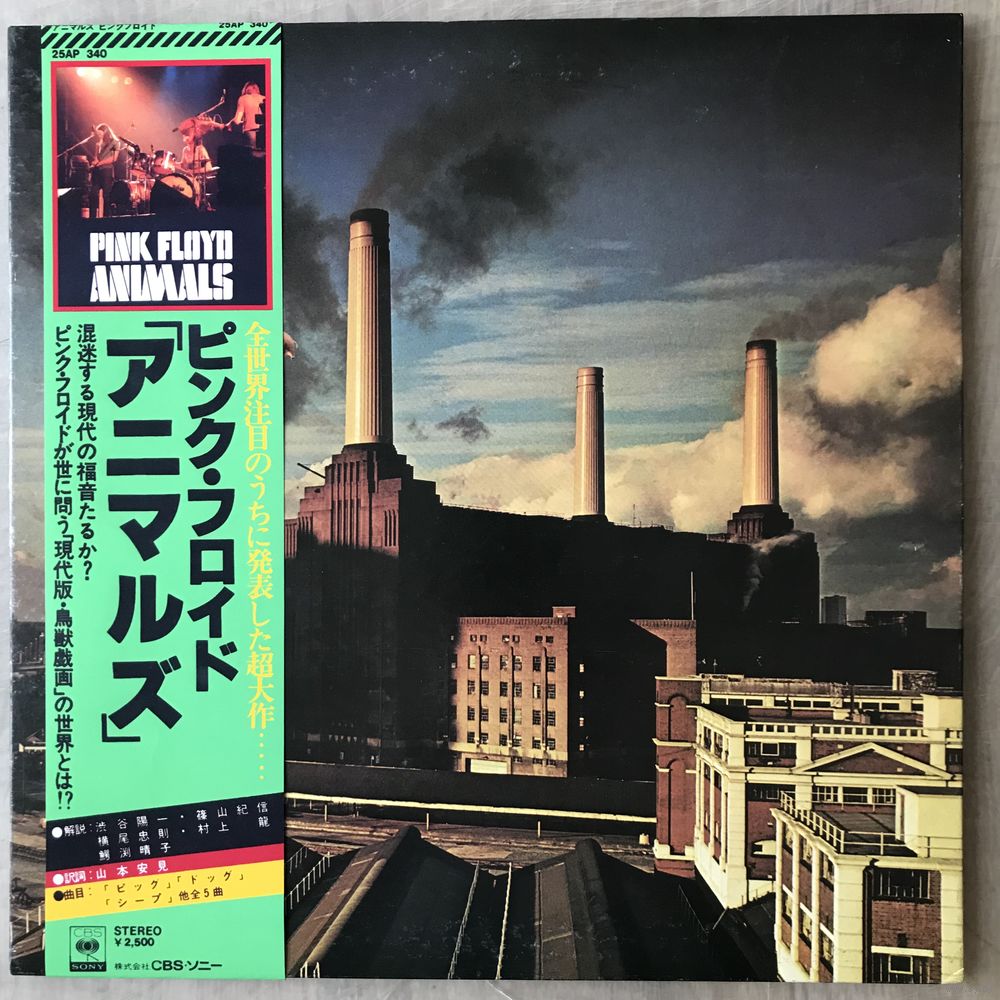 アニマルズ ピンクフロイド 25AP 340
25AP 340
PINK FLOYD
ANIMALS
全世界注目のうちに発表した超大作……
ピンク・フロイド
「アニマルズ」
混迷する現代の福音たるか?
ピンク・フロイドが世に問う「現代版・鳥獣戯画」の世界とは!?
●解説:渋谷陽一・篠山紀信
横尾忠則・村上龍
鰐渕晴子
●訳詞:山本安見
●曲目:「ピッグ」「ドッグ」
「シープ」他全5曲
CBS
SONY
STEREO
¥2,500
株式会社CBS・ソニー